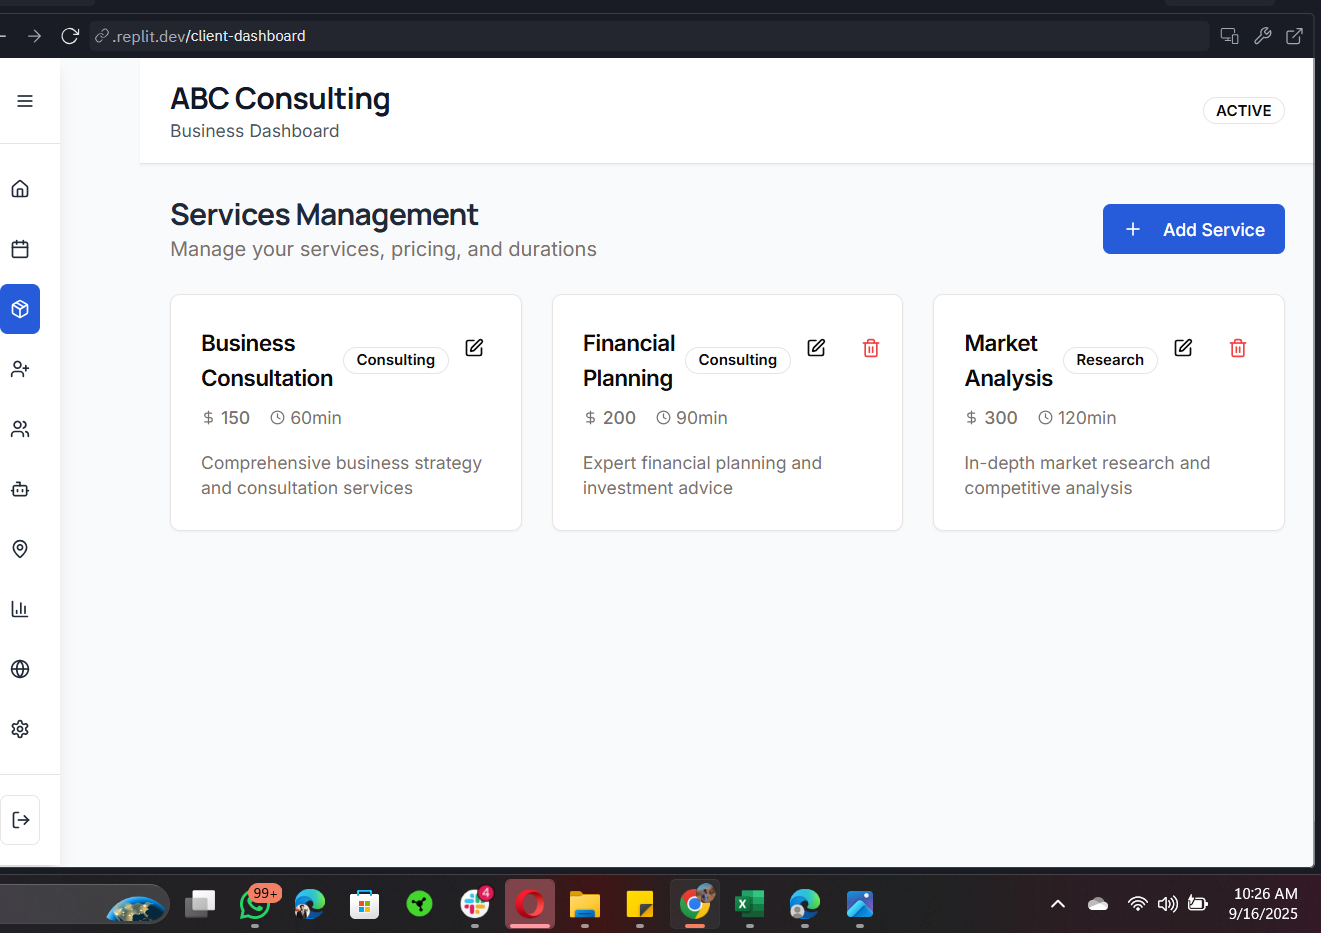 .replit.dev/client-dashboard
ABC Consulting
Business Dashboard
ACTIVE
Services Management
Manage your services, pricing, and durations
+ Add Service
Business
Consultation
Consulting
$ 150 60min
Comprehensive business strategy
and consultation services
Financial
Planning
Consulting
$ 200 90min
Expert financial planning and
investment advice
Market
Analysis
Research
$ 300 120min
In-depth market research and
competitive analysis
99+
4
10:26 AM
9/16/2025